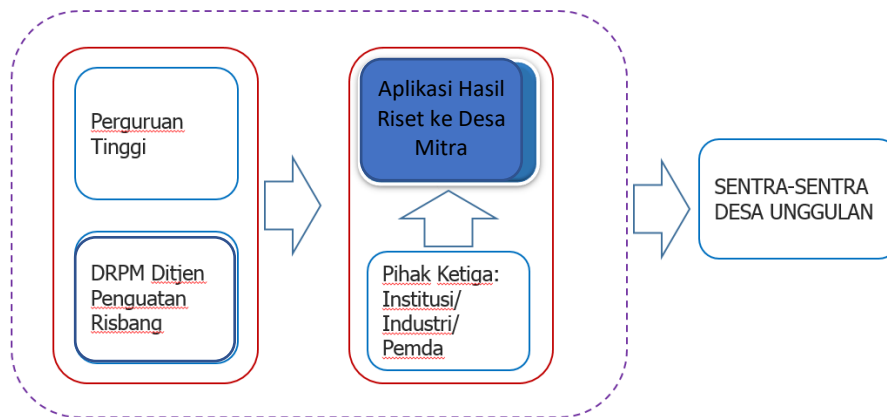 Perguruan
Tinggi
DRPM Ditjen
Penguatan
Risbang
Aplikasi Hasil
Riset ke Desa
Mitra
Pihak Ketiga:
Institusi/
Industri/
Pemda
SENTRA-SENTRA
DESA UNGGULAN